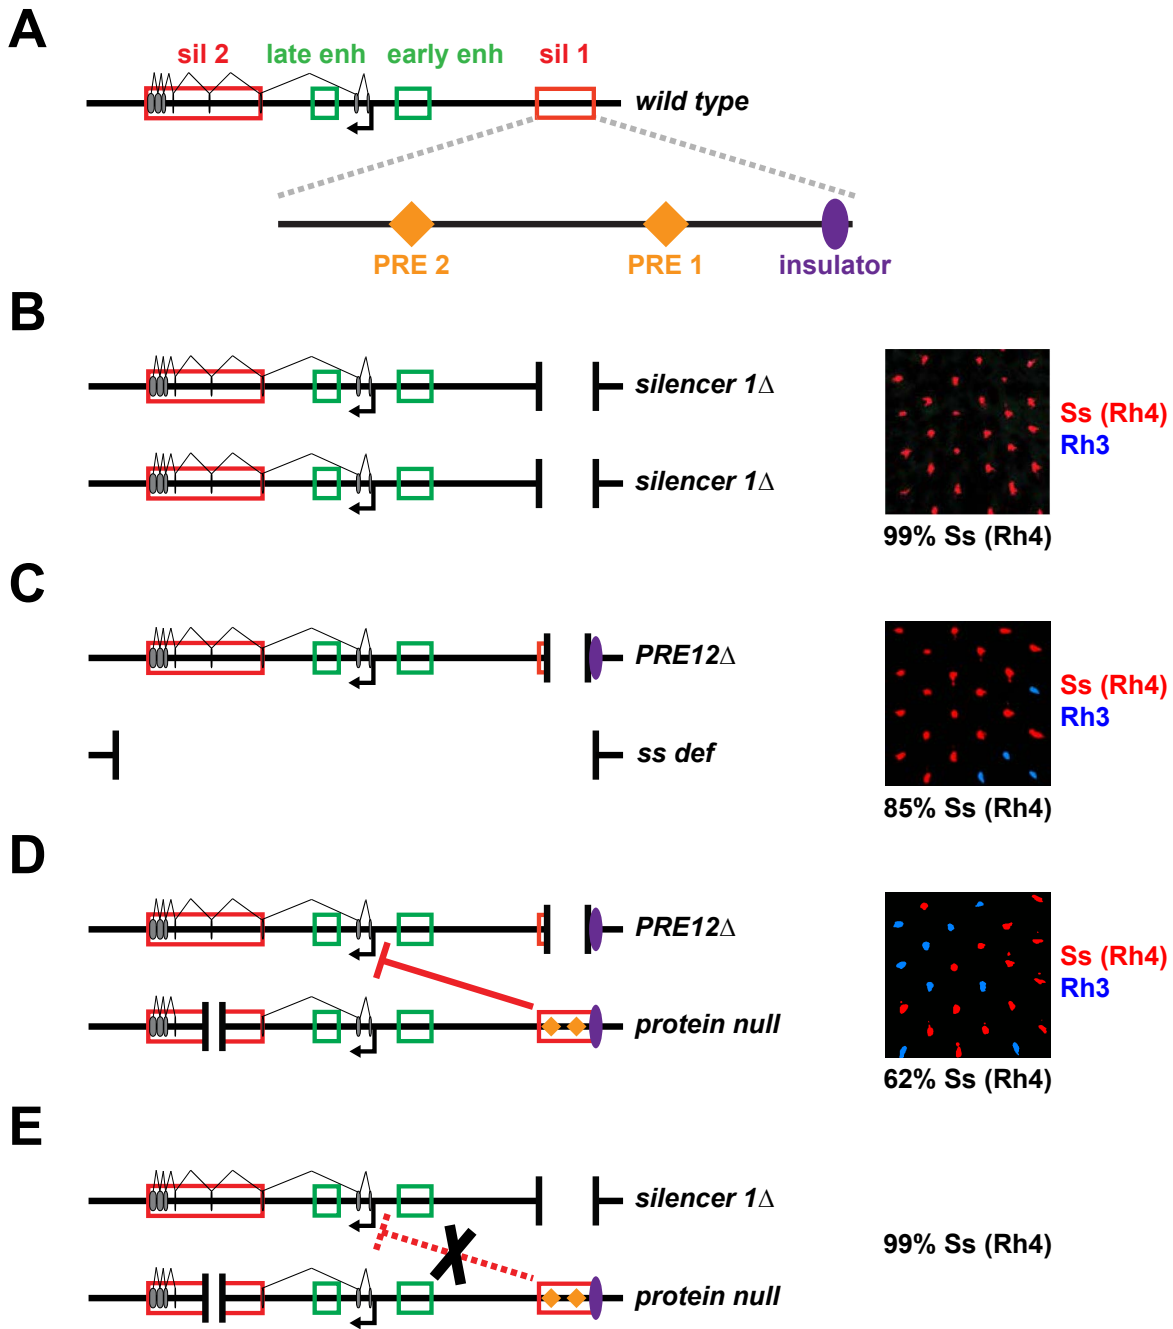 A
sil 2 late enh early enh sil 1
wild type
PRE 2 PRE 1 insulator
B
silencer 1Δ
silencer 1Δ
Ss (Rh4)
Rh3
99% Ss (Rh4)
C
PRE12Δ
ss def
Ss (Rh4)
Rh3
85% Ss (Rh4)
D
PRE12Δ
protein null
Ss (Rh4)
Rh3
62% Ss (Rh4)
E
silencer 1Δ
protein null
99% Ss (Rh4)